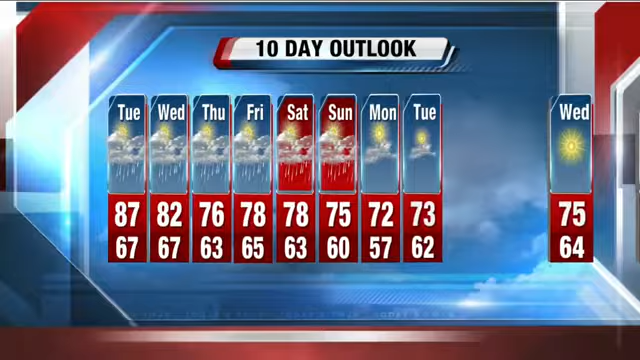 10 DAY OUTLOOK
Tue Wed Thu Fri Sat Sun Mon Tue Wed
87 82 76 78 78 75 72 73 75
67 67 63 65 63 60 57 62 64